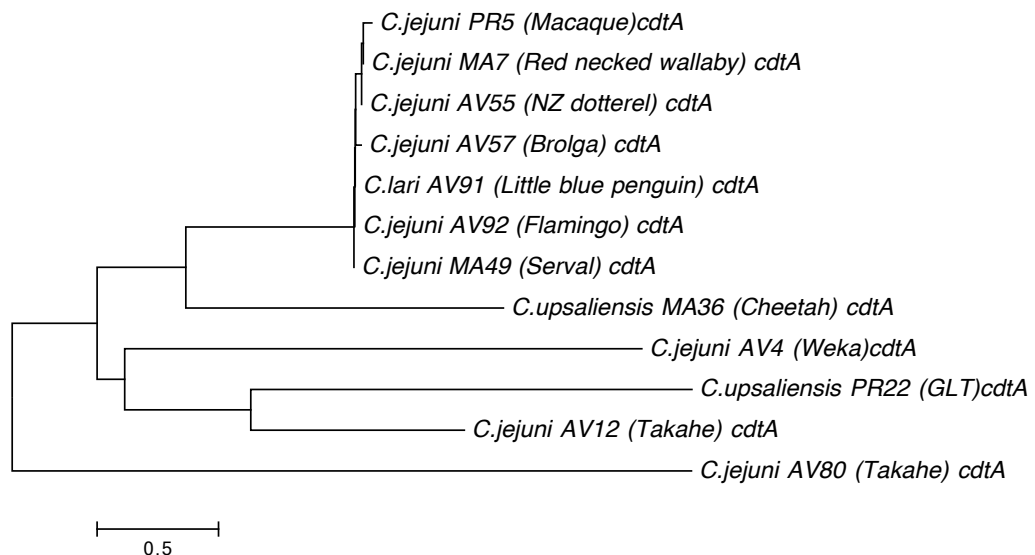 C.jejuni PR5 (Macaque)cdtA
C.jejuni MA7 (Red necked wallaby) cdtA
C.jejuni AV55 (NZ dotterel) cdtA
C.jejuni AV57 (Brolga) cdtA
C.lari AV91 (Little blue penguin) cdtA
C.jejuni AV92 (Flamingo) cdtA
C.jejuni MA49 (Serval) cdtA
C.upsaliensis MA36 (Cheetah) cdtA
C.jejuni AV4 (Weka)cdtA
C.upsaliensis PR22 (GLT)cdtA
C.jejuni AV12 (Takahe) cdtA
C.jejuni AV80 (Takahe) cdtA
0.5